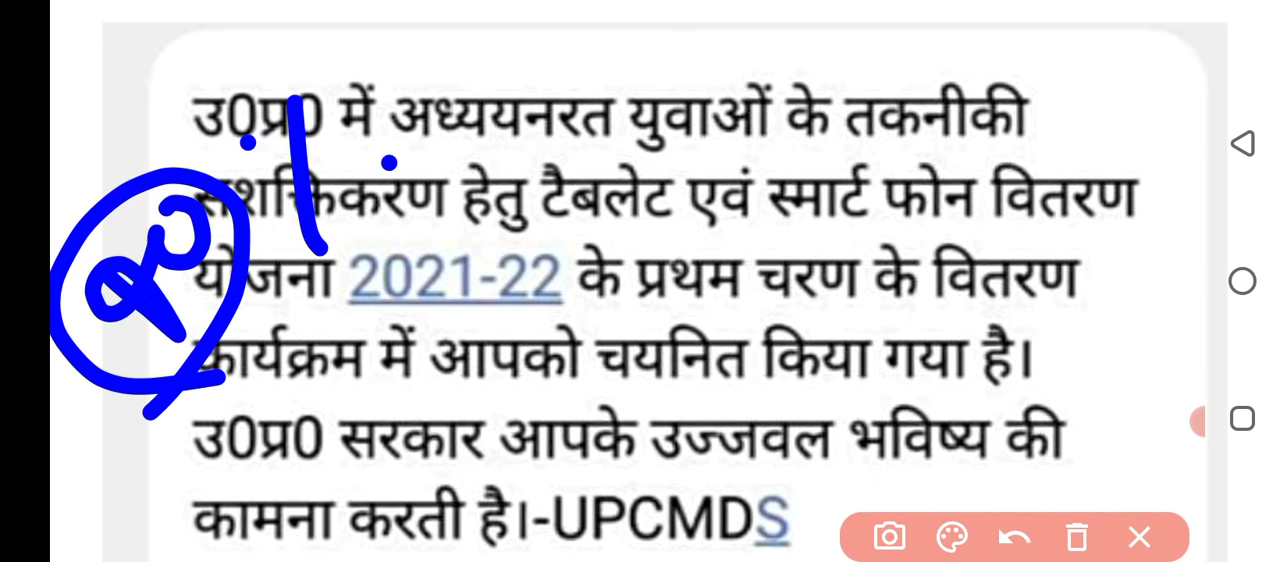 उ0प्र0 में अध्ययनरत युवाओं के तकनीकी
सशक्तिकरण हेतु टैबलेट एवं स्मार्ट फोन वितरण
योजना 2021-22 के प्रथम चरण के वितरण
कार्यक्रम में आपको चयनित किया गया है।
उ0प्र0 सरकार आपके उज्जवल भविष्य की
कामना करती है।-UPCMDS